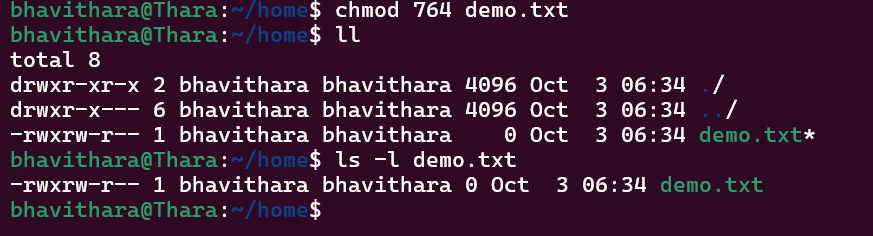 bhavithara@Thara:~/home$ chmod 764 demo.txt
bhavithara@Thara:~/home$ ll
total 8
drwxr-xr-x 2 bhavithara bhavithara 4096 Oct  3 06:34 ./
drwxr-x--- 6 bhavithara bhavithara 4096 Oct  3 06:34 ../
-rwxrw-r-- 1 bhavithara bhavithara    0 Oct  3 06:34 demo.txt*
bhavithara@Thara:~/home$ ls -l demo.txt
-rwxrw-r-- 1 bhavithara bhavithara 0 Oct  3 06:34 demo.txt
bhavithara@Thara:~/home$